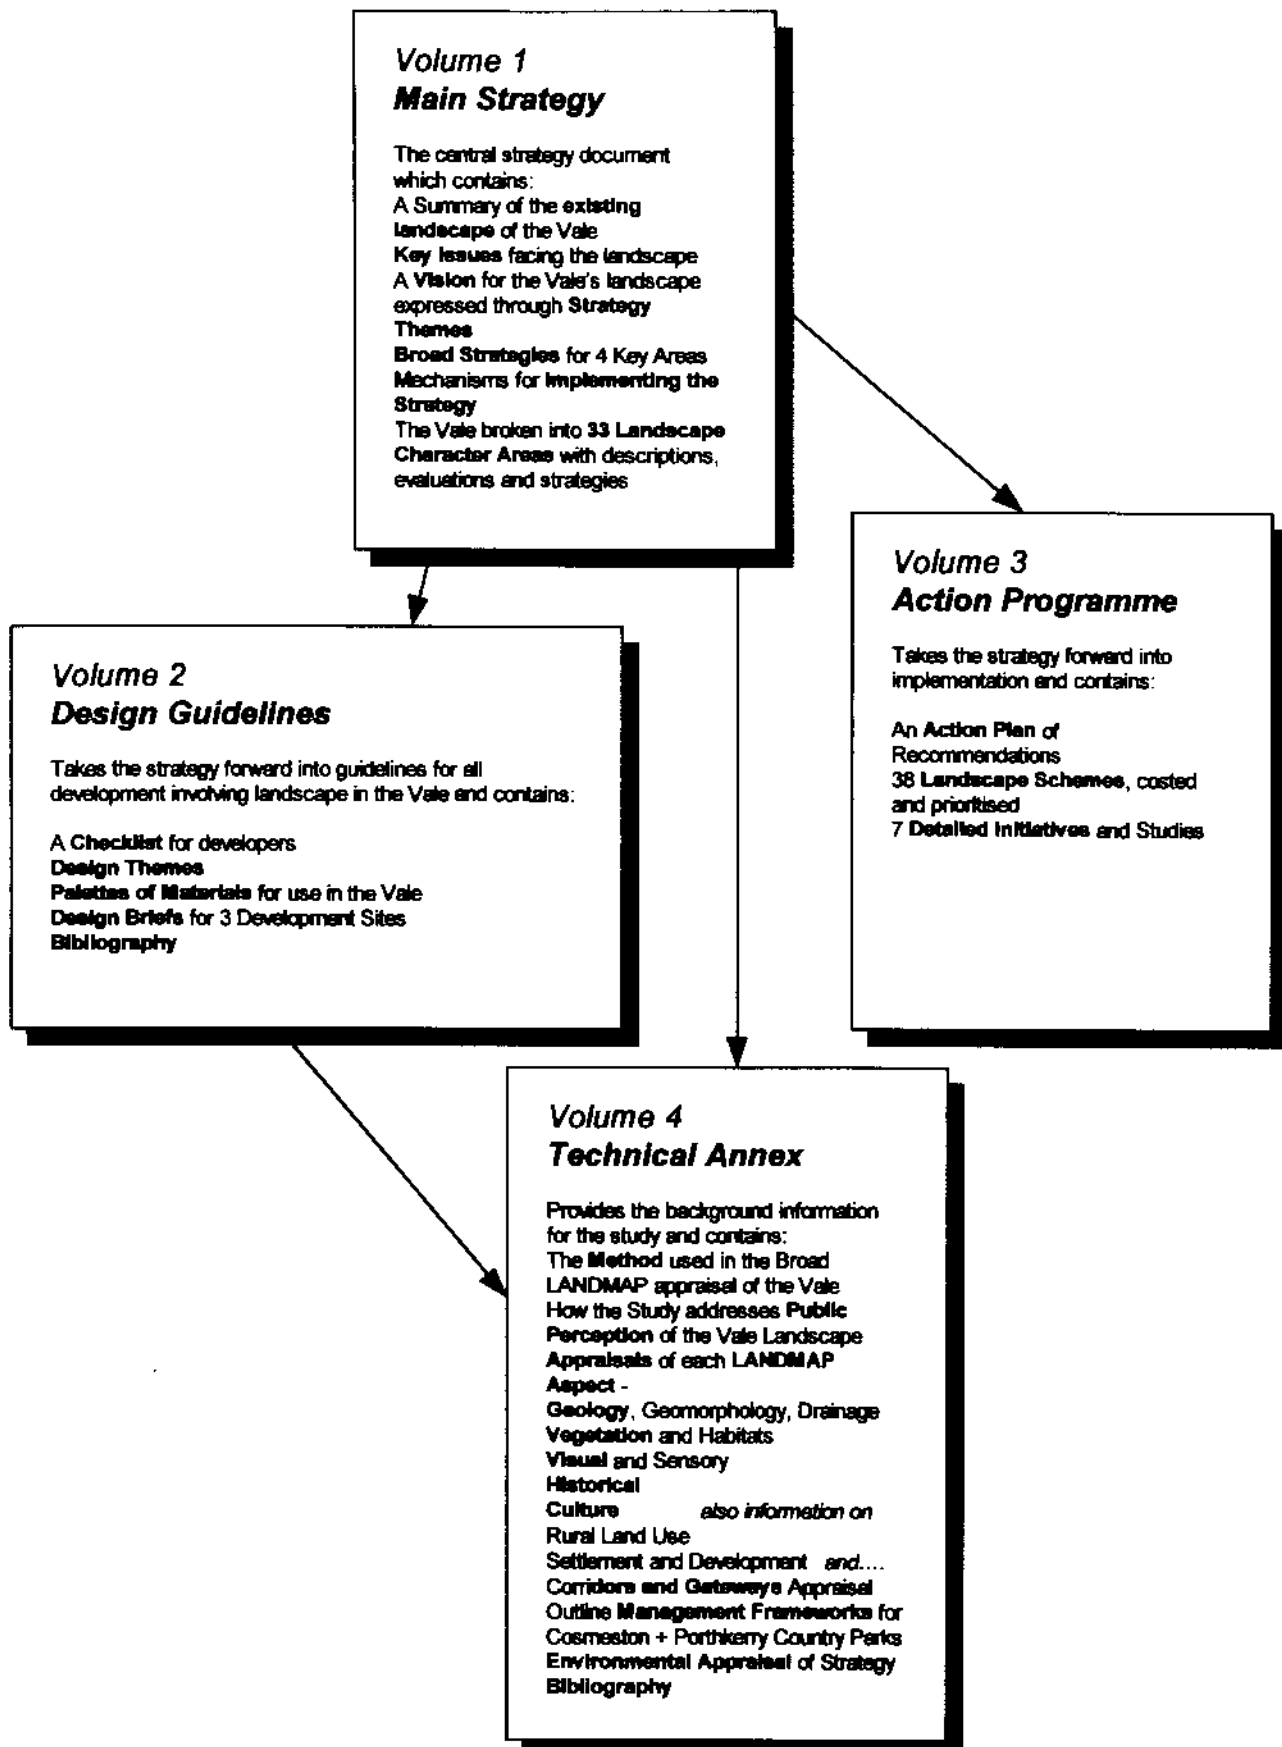 Volume 1
Main Strategy
The central strategy document
which contains:
A Summary of the existing
landscape of the Vale
Key Issues facing the landscape
A Vision for the Vale's landscape
expressed through Strategy
Themes
Broad Strategies for 4 Key Areas
Mechanisms for Implementing the
Strategy
The Vale broken into 33 Landscape
Character Areas with descriptions,
evaluations and strategies
Volume 2
Design Guidelines
Takes the strategy forward into guidelines for all
development involving landscape in the Vale and contains:
A Checklist for developers
Design Themes
Palettes of Materials for use in the Vale
Design Briefs for 3 Development Sites
Bibliography
Volume 3
Action Programme
Takes the strategy forward into
implementation and contains:
An Action Plan of
Recommendations
38 Landscape Schemes, costed
and prioritised
7 Detailed Initiatives and Studies
Volume 4
Technical Annex
Provides the background information
for the study and contains:
The Method used in the Broad
LANDMAP appraisal of the Vale
How the Study addresses Public
Perception of the Vale Landscape
Appraisals of each LANDMAP
Aspect -
Geology, Geomorphology, Drainage
Vegetation and Habitats
Visual and Sensory
Historical
Culture also information on
Rural Land Use
Settlement and Development and....
Corridors and Gateways Appraisal
Outline Management Frameworks for
Cosmeston + Porthkerry Country Parks
Environmental Appraisal of Strategy
Bibliography